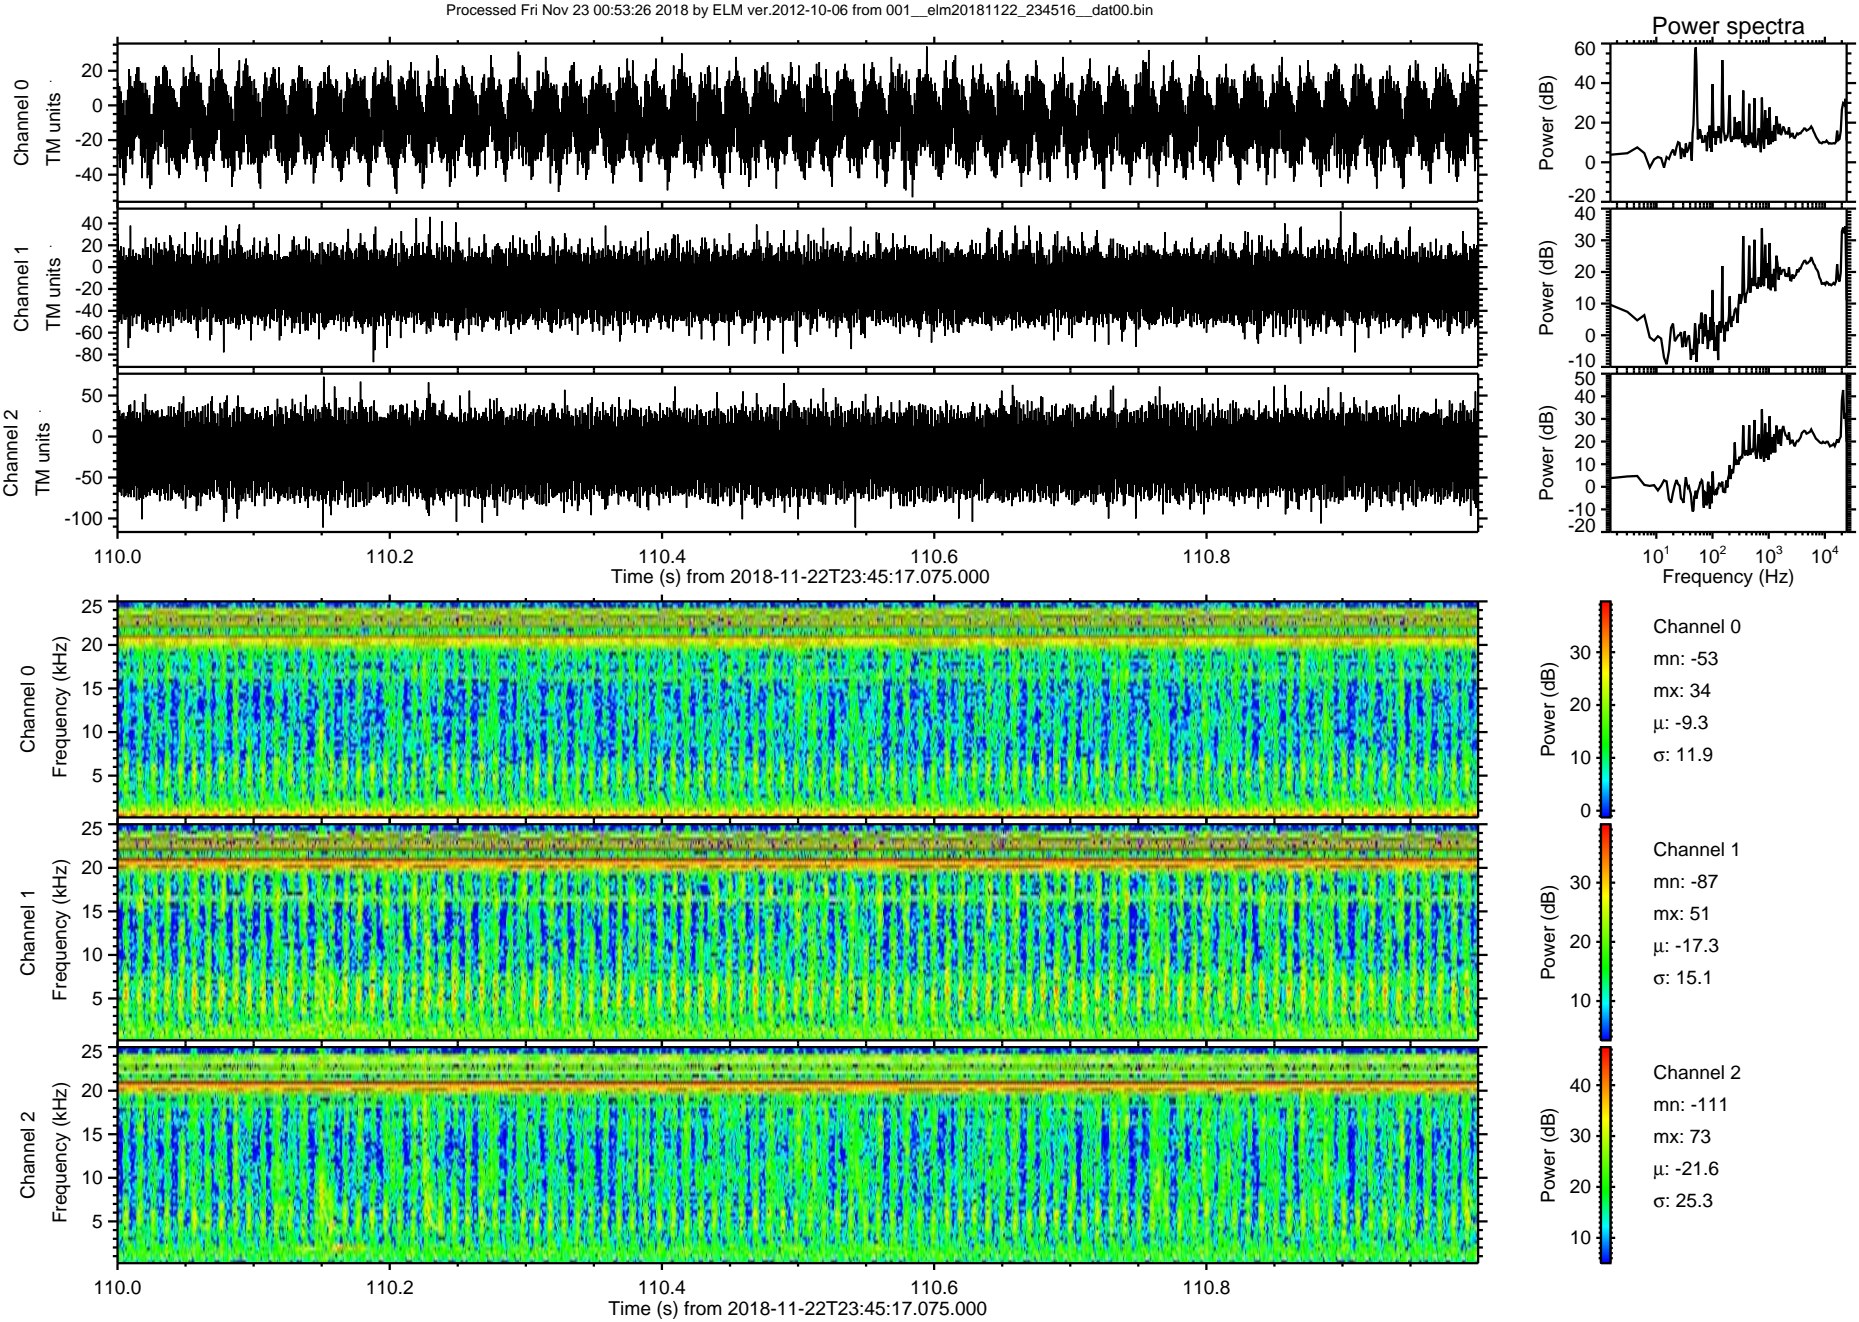 Processed Fri Nov 23 00:53:26 2018 by ELM ver.2012-10-06 from 001__elm20181122_234516__dat00.bin
Power spectra
Channel 0
TM units
20
0
-20
-40
Power (dB)
60
40
20
0
-20
Channel 1
TM units
40
20
0
-20
-40
-60
-80
Power (dB)
40
30
20
10
0
-10
Channel 2
TM units
50
0
-50
-100
Power (dB)
50
40
30
20
10
0
-10
-20
110.0
110.2
110.4
110.6
110.8
Time (s) from 2018-11-22T23:45:17.075.000
10¹
10²
10³
10⁴
Frequency (Hz)
Channel 0
Frequency (kHz)
25
20
15
10
5
Power (dB)
30
20
10
0
Channel 0
mn: -53
mx: 34
μ: -9.3
σ: 11.9
Channel 1
Frequency (kHz)
25
20
15
10
5
Power (dB)
30
20
10
Channel 1
mn: -87
mx: 51
μ: -17.3
σ: 15.1
Channel 2
Frequency (kHz)
25
20
15
10
5
Power (dB)
40
30
20
10
Channel 2
mn: -111
mx: 73
μ: -21.6
σ: 25.3
110.0
110.2
110.4
110.6
110.8
Time (s) from 2018-11-22T23:45:17.075.000